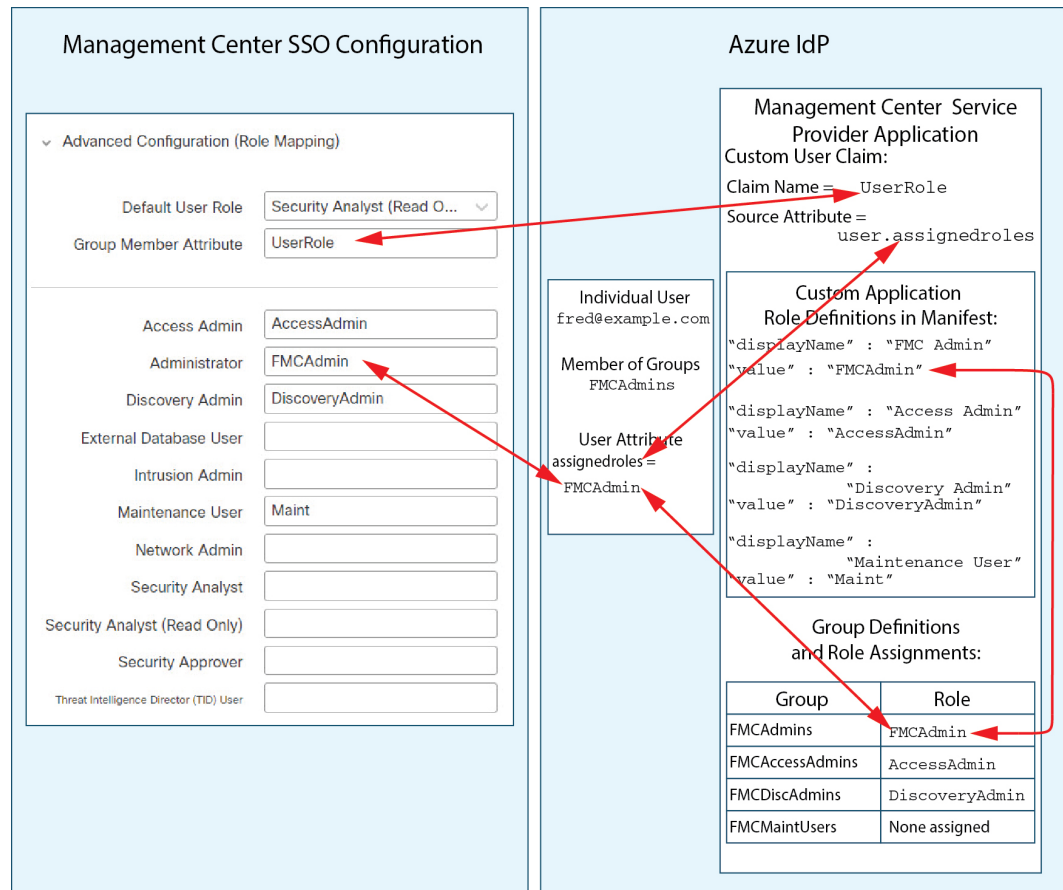 Management Center SSO Configuration
Advanced Configuration (Role Mapping)
Default User Role Security Analyst (Read O...
Group Member Attribute UserRole
Access Admin AccessAdmin
Administrator FMCAdmin
Discovery Admin DiscoveryAdmin
External Database User
Intrusion Admin
Maintenance User Maint
Network Admin
Security Analyst
Security Analyst (Read Only)
Security Approver
Threat Intelligence Director (TID) User
Azure IdP
Individual User
fred@example.com
Member of Groups
FMCAdmins
User Attribute
assignedroles =
FMCAdmin
Management Center Service
Provider Application
Custom User Claim:
Claim Name = UserRole
Source Attribute =
user.assignedroles
Custom Application
Role Definitions in Manifest:
“displayName” : “FMC Admin”
“value” : “FMCAdmin”
“displayName” : “Access Admin”
“value” : “AccessAdmin”
“displayName” :
“Discovery Admin”
“value” : “DiscoveryAdmin”
“displayName” :
“Maintenance User”
“value” : “Maint”
Group Definitions
and Role Assignments:
Group Role
FMCAdmins FMCAdmin
FMCAccessAdmins AccessAdmin
FMCDiscAdmins DiscoveryAdmin
FMCMaintUsers None assigned